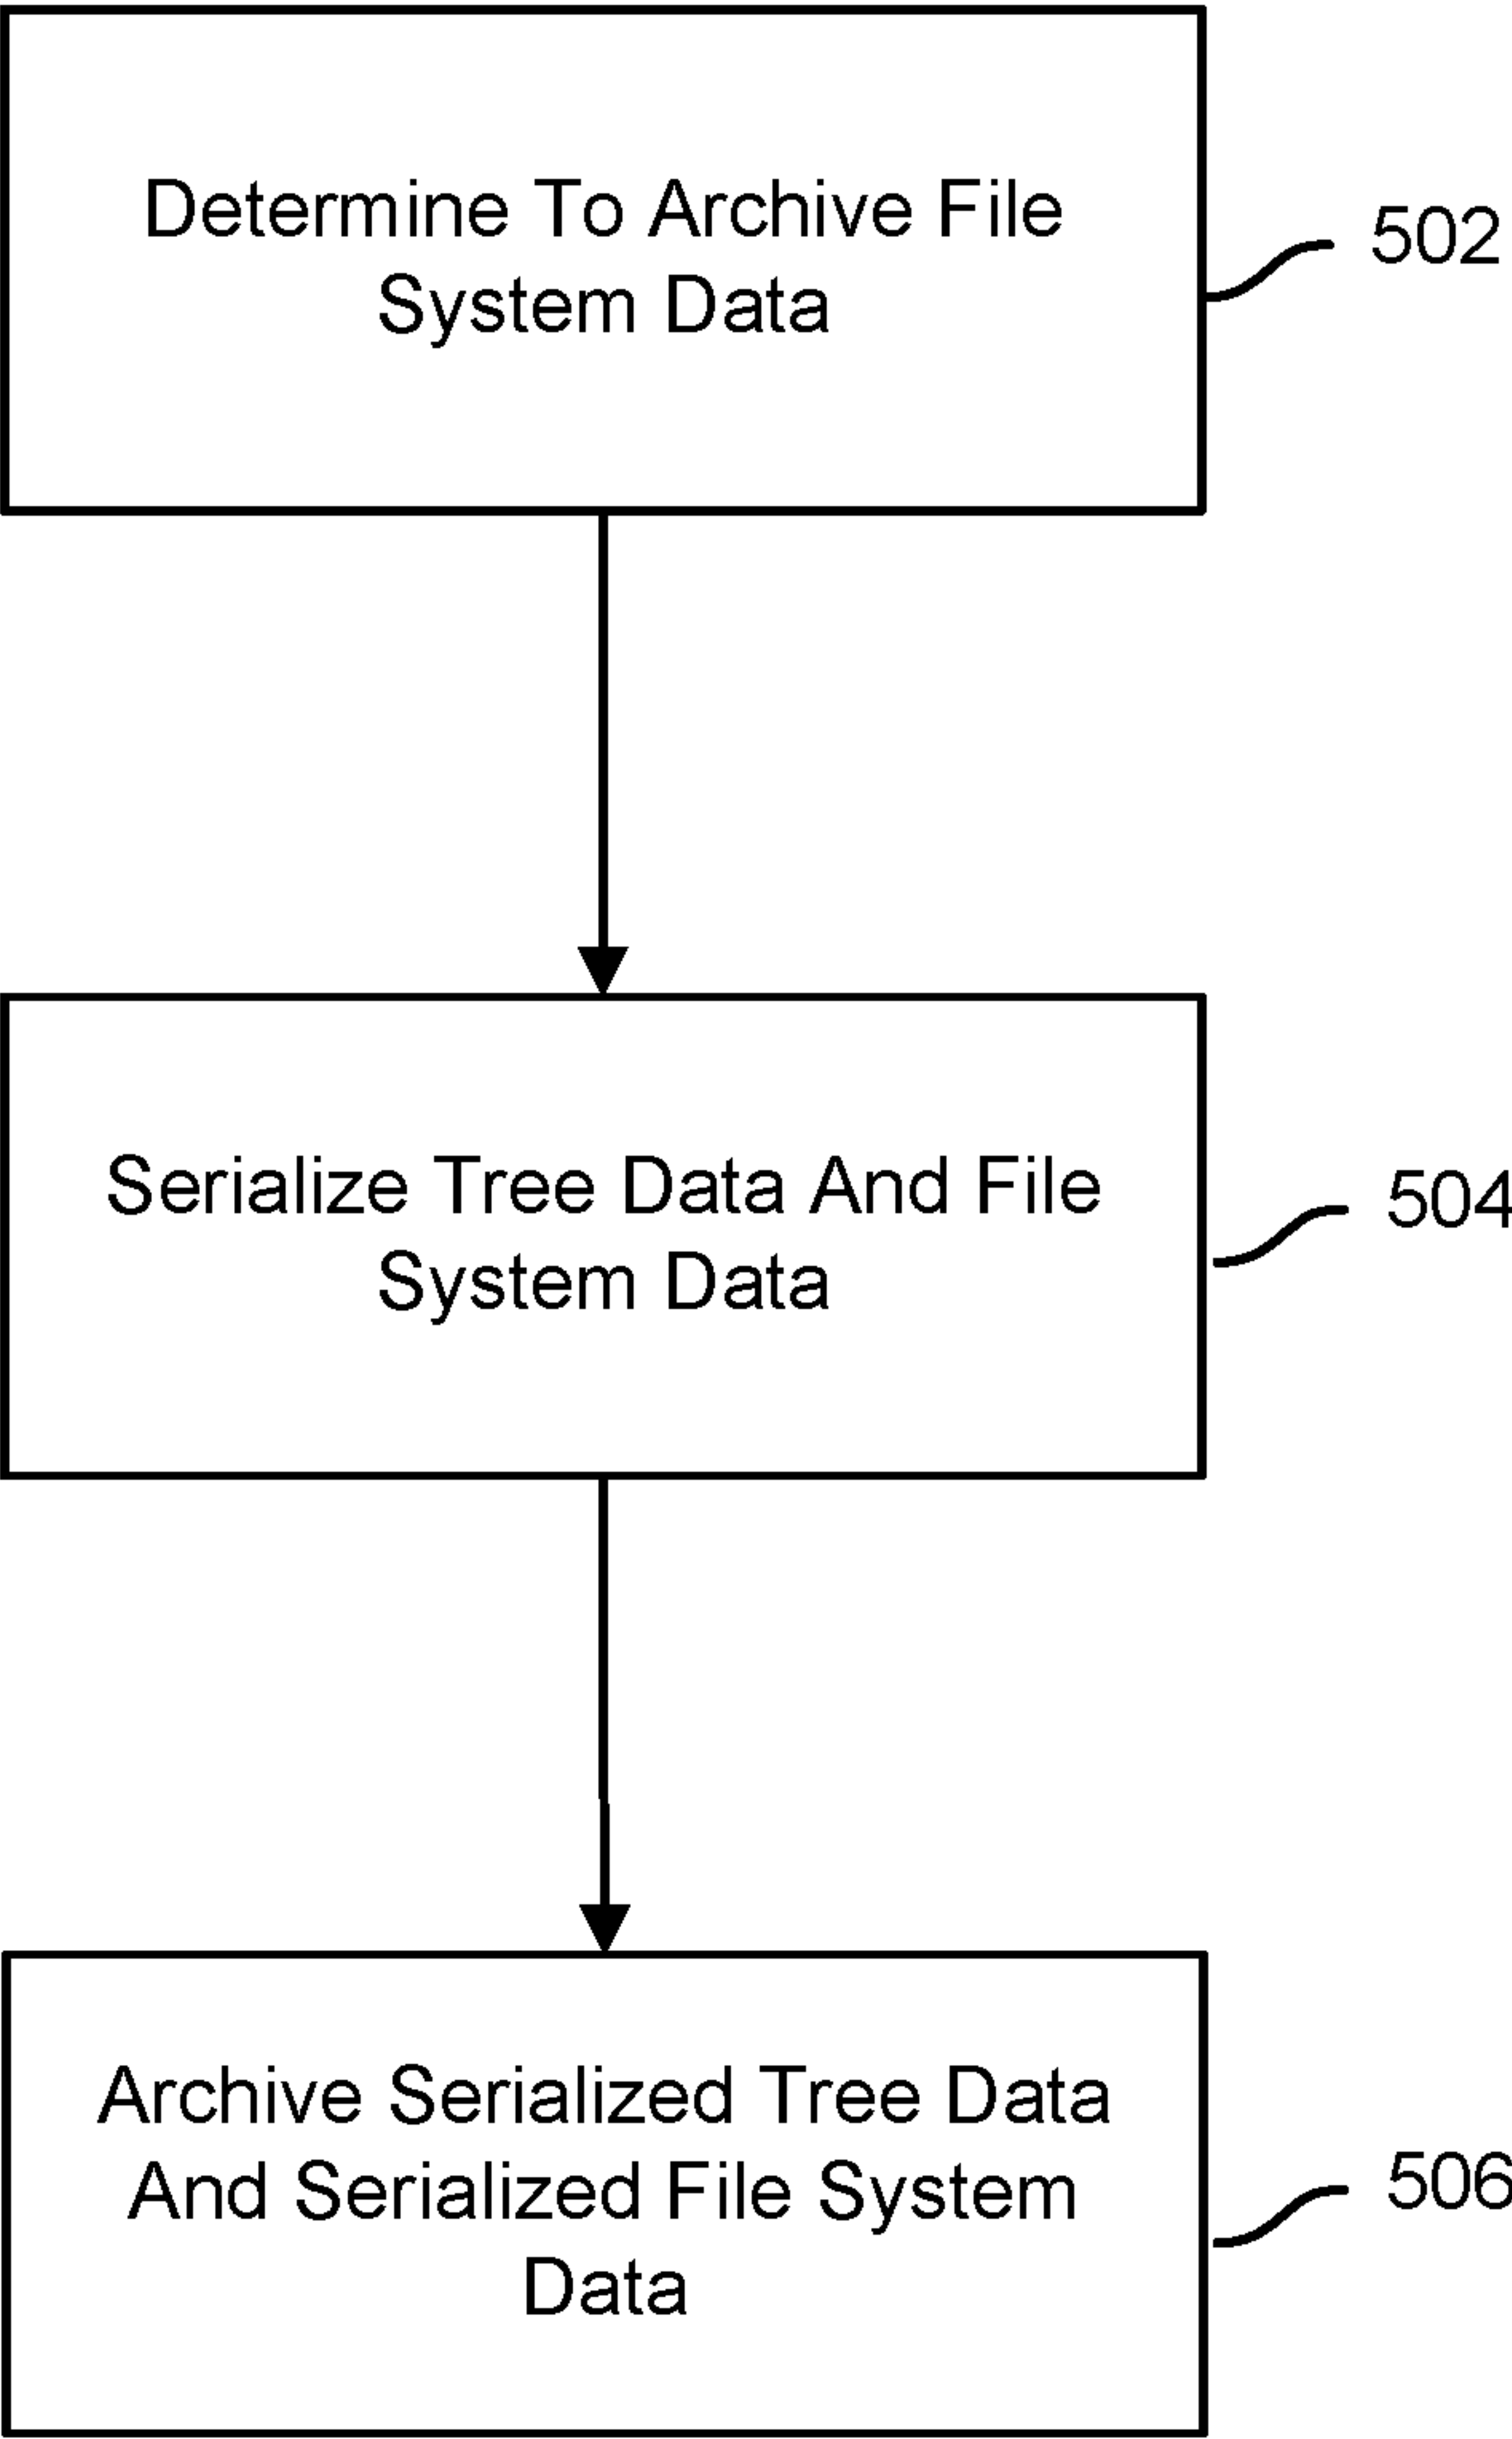 Determine To Archive File
System Data
502
Serialize Tree Data And File
System Data
504
Archive Serialized Tree Data
And Serialized File System
Data
506